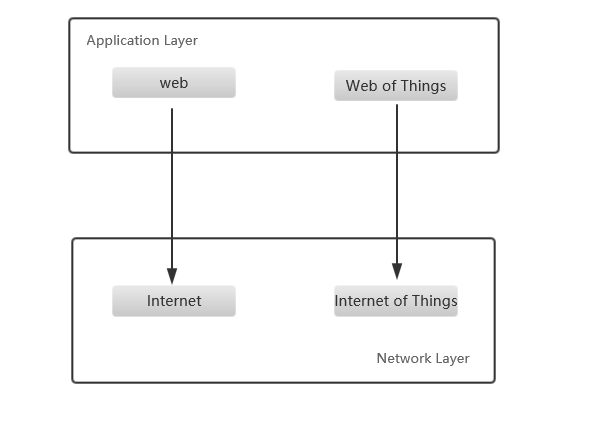 Application Layer
web
Web of Things
Internet
Internet of Things
Network Layer